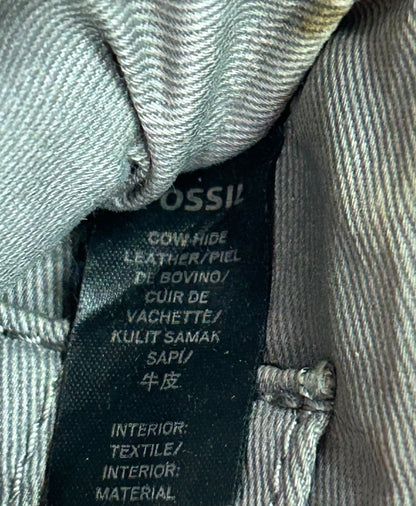 OSSIL
COW HIDE
LEATHER/PIEL
DE BOVINO/
CUIR DE
VACHETTE/
KULIT SAMAK
SAPI/
牛皮
INTERIOR:
TEXTILE/
INTERIOR:
MATERIAL